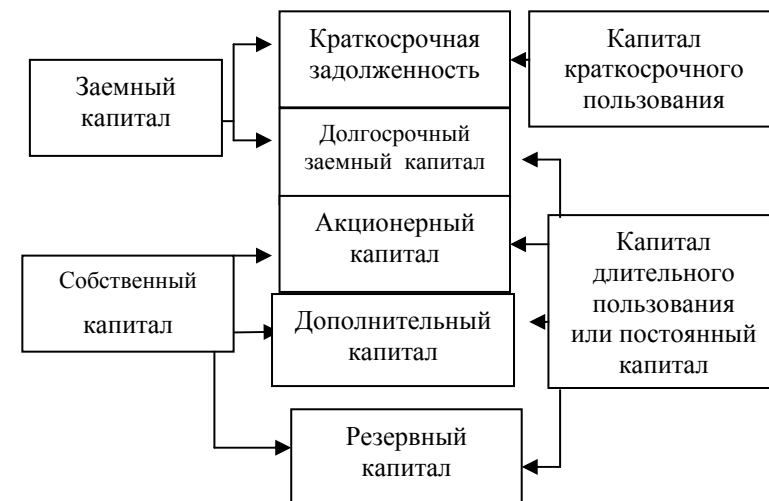 Заемный
капитал
Краткосрочная
задолженность
Капитал
краткосрочного
пользования
Долгосрочный
заемный капитал
Акционерный
капитал
Собственный
капитал
Дополнительный
капитал
Капитал
длительного
пользования
или постоянный
капитал
Резервный
капитал